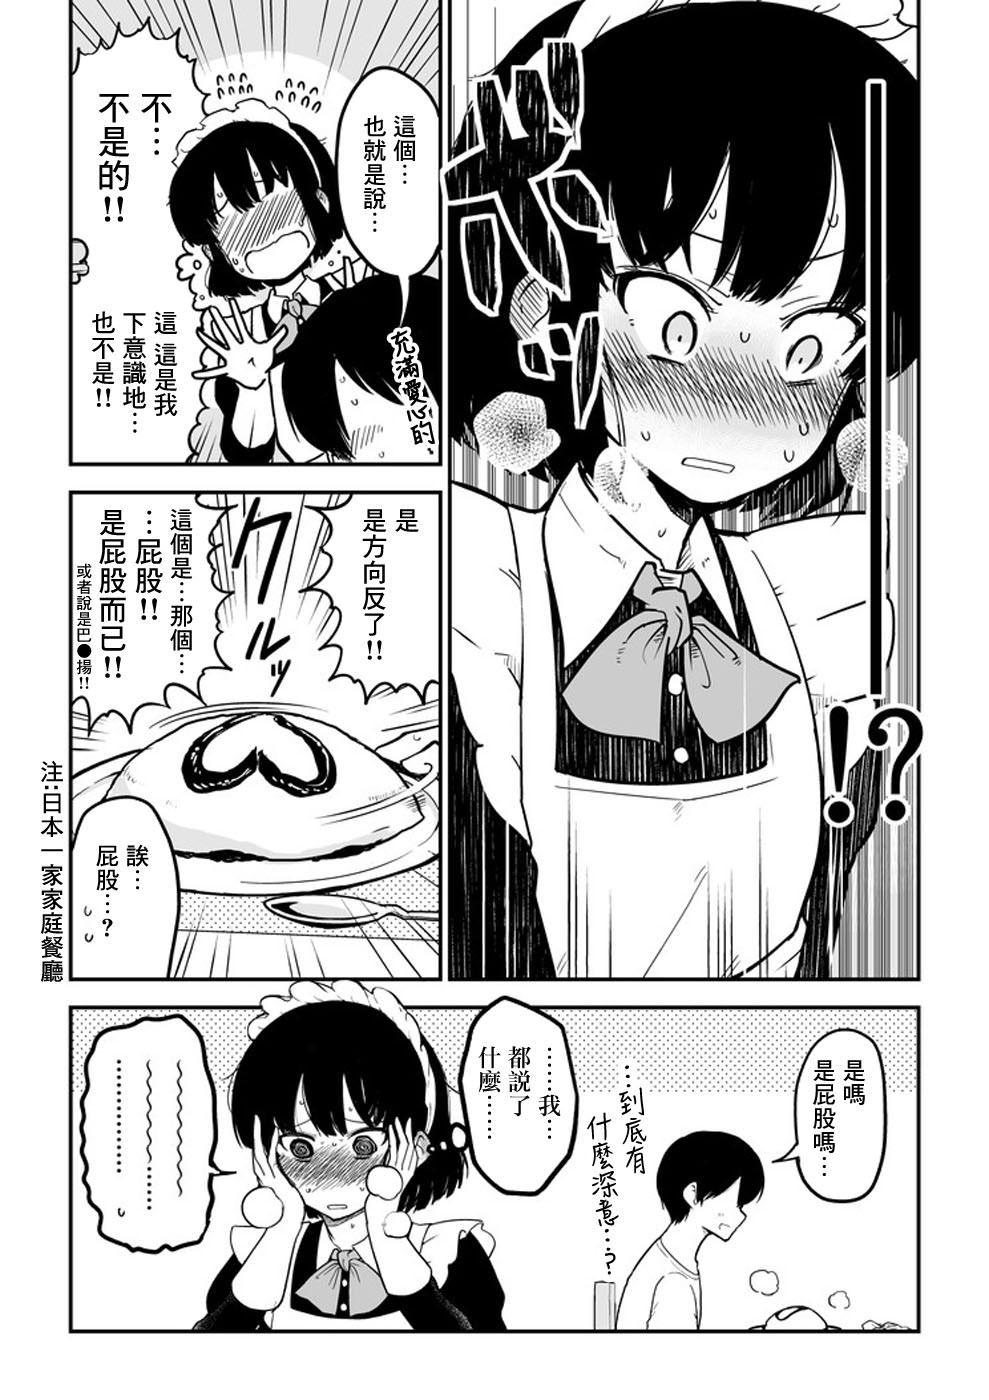 ボボボッ
!?
這個…
也就是說…
充滿愛心的
不…
不是的!!
這 這是我
下意識地…
也不是!!
是
是方向反了!!
這個是…那個…
…屁股!!
是屁股而已!!
或者說是巴●揚!!
クルッ
誒…
屁股…?
注:日本一家家庭餐廳
是嗎
是屁股嗎…
…到底有
什麼深意…?
……我
都說了
什麼……